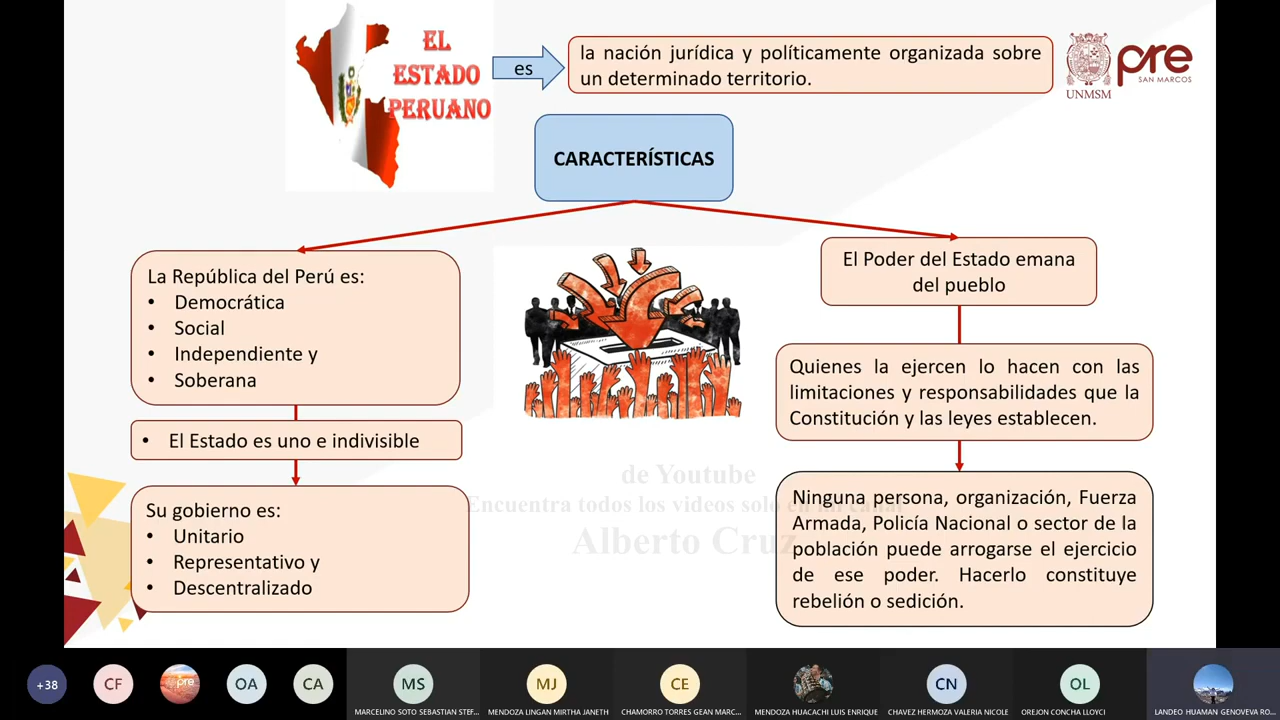 EL
ESTADO
PERUANO
es
la nación jurídica y políticamente organizada sobre
un determinado territorio.
UNMSM
pre
SAN MARCOS
CARACTERÍSTICAS
La República del Perú es:
• Democrática
• Social
• Independiente y
• Soberana
• El Estado es uno e indivisible
Su gobierno es:
• Unitario
• Representativo y
• Descentralizado
El Poder del Estado emana
del pueblo
Quienes la ejercen lo hacen con las
limitaciones y responsabilidades que la
Constitución y las leyes establecen.
Ninguna persona, organización, Fuerza
Armada, Policía Nacional o sector de la
población puede arrogarse el ejercicio
de ese poder. Hacerlo constituye
rebelión o sedición.
de Youtube
Encuentra todos los videos solo en mi canal
Alberto Cruz
+38
CF
pre
OA
CA
MS
MJ
CE
CN
OL
MARCELINO SOTO SEBASTIAN STEF...
MENDOZA LINGAN MIRTHA JANETH
CHAMORRO TORRES GEAN MARC...
MENDOZA HUACACHI LUIS ENRIQUE
CHAVEZ HERMOZA VALERIA NICOLE
OREJON CONCHA LLOYCI
LANDEO HUAMAN GENOVEVA RO...